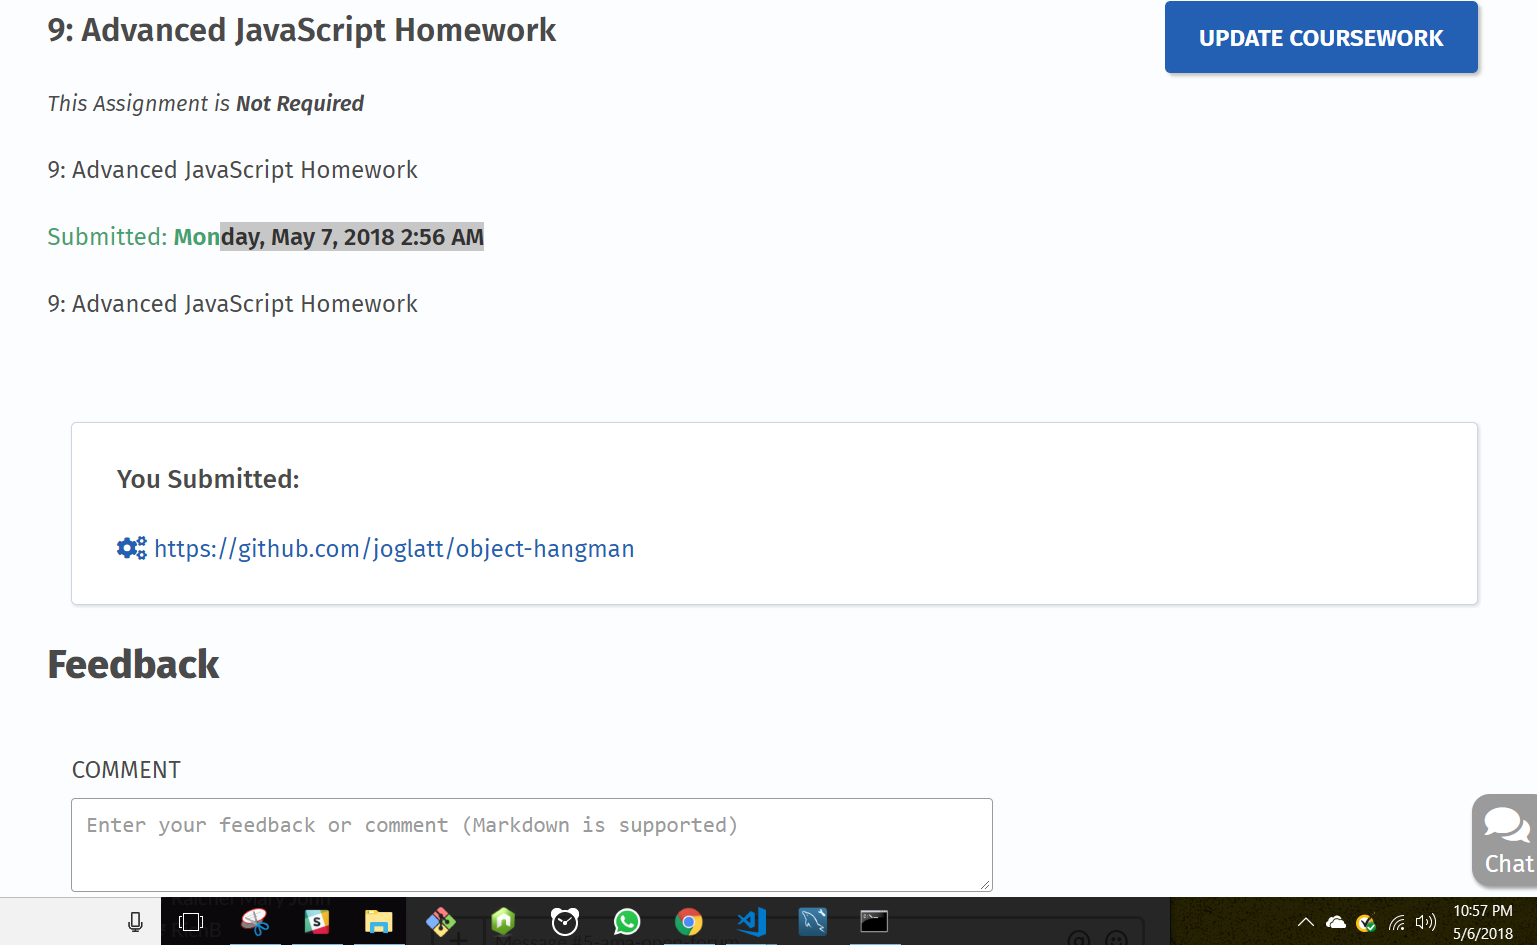 9: Advanced JavaScript Homework
UPDATE COURSEWORK
This Assignment is Not Required
9: Advanced JavaScript Homework
Submitted: Monday, May 7, 2018 2:56 AM
9: Advanced JavaScript Homework
You Submitted:
https://github.com/joglatt/object-hangman
Feedback
COMMENT
Enter your feedback or comment (Markdown is supported)
Chat
10:57 PM
5/6/2018